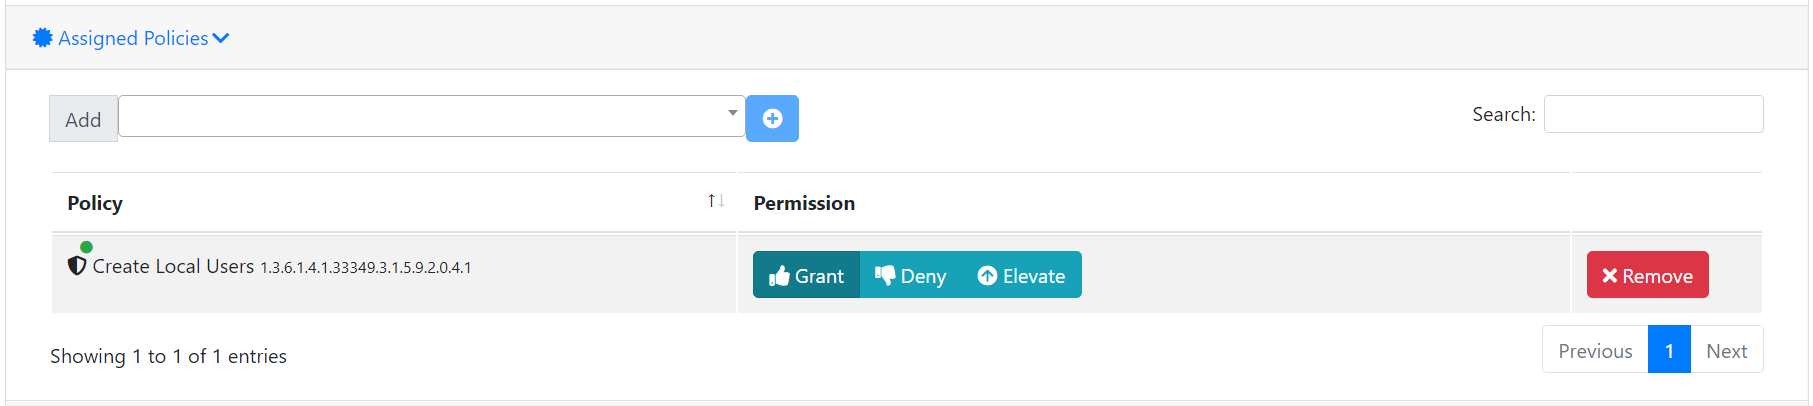 Assigned Policies
Add
Search:
Policy Permission
Create Local Users 1.3.6.1.4.1.33349.3.1.5.9.2.0.4.1 Grant Deny Elevate Remove
Showing 1 to 1 of 1 entries Previous 1 Next